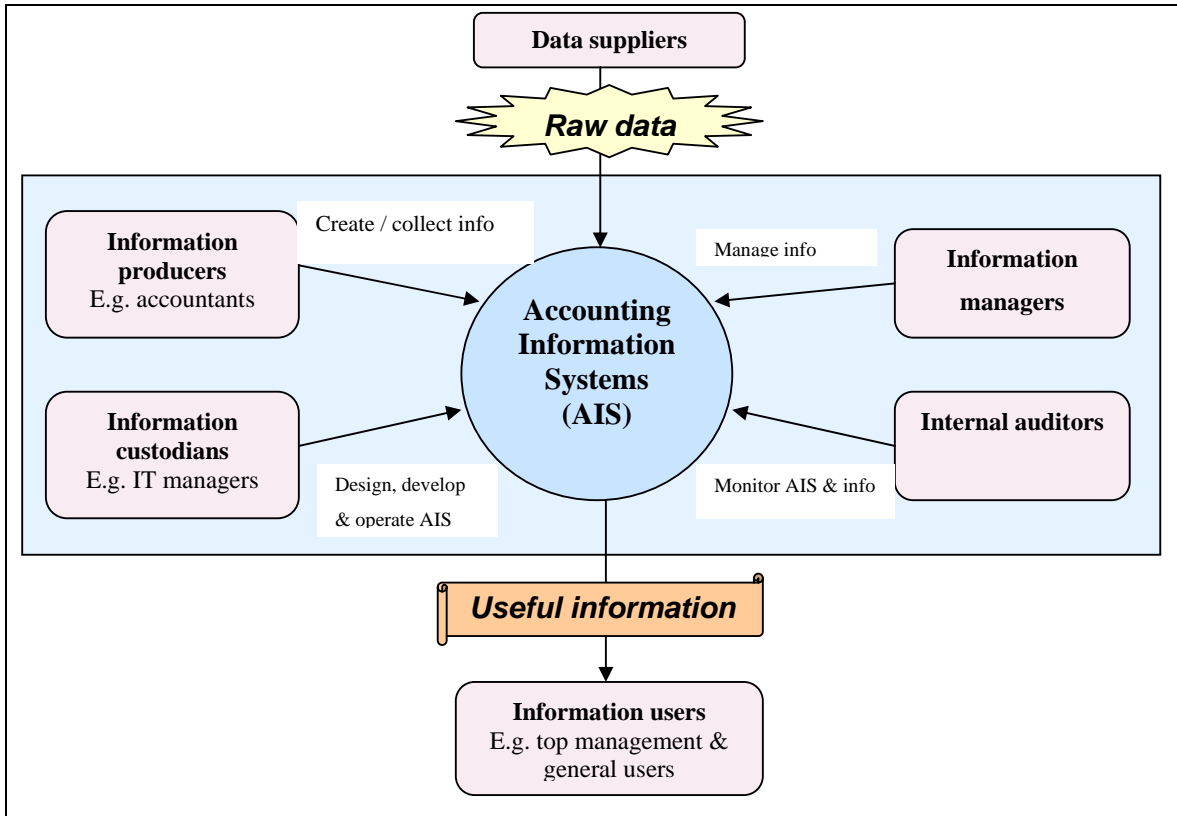 Data suppliers
Raw data
Information
producers
E.g. accountants
Create / collect info
Manage info
Information
managers
Accounting
Information
Systems
(AIS)
Information
custodians
E.g. IT managers
Design, develop
& operate AIS
Internal auditors
Monitor AIS & info
Useful information
Information users
E.g. top management &
general users